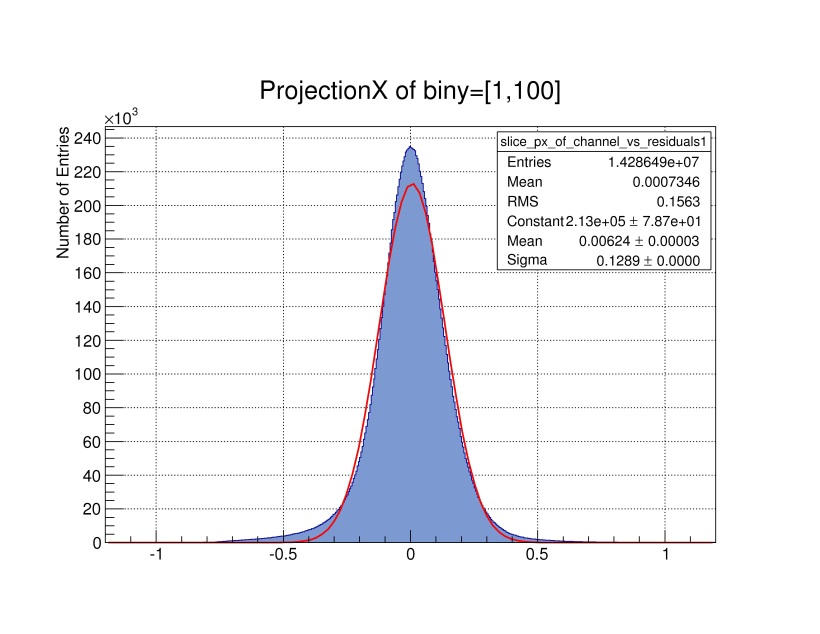 ProjectionX of biny=[1,100]
×10³
Number of Entries
240
220
200
180
160
140
120
100
80
60
40
20
0
-1 -0.5 0 0.5 1
slice_px_of_channel_vs_residuals1
Entries 1.428649e+07
Mean 0.0007346
RMS 0.1563
Constant 2.13e+05 ± 7.87e+01
Mean 0.00624 ± 0.00003
Sigma 0.1289 ± 0.0000